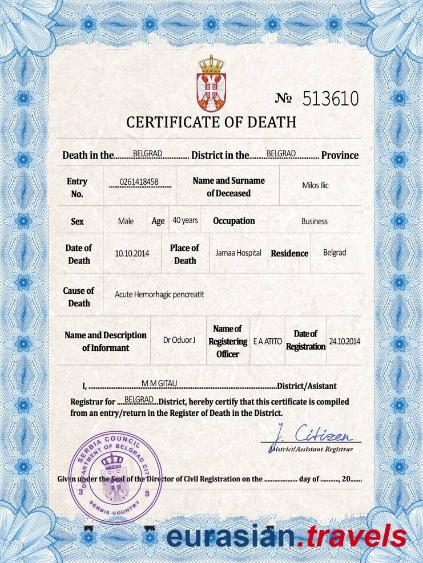 № 513610
CERTIFICATE OF DEATH
Death in the......BELGRAD...... District in the......BELGRAD...... Province
Entry No. 0261418458 Name and Surname of Deceased Milos Ilic
Sex Male Age 40 years Occupation Business
Date of Death 10.10.2014 Place of Death Jamaa Hospital Residence Belgrad
Cause of Death Acute Hemorhagic pencreatit
Name and Description of Informant Dr Oduor J Name of Registering Officer E A ATITO Date of Registration 24.10.2014
I, ......M M GITAU......District/Asistant
Registrar for ...BELGRAD...District, hereby certify that this certificate is compiled
from an entry/return in the Register of Death in the District.
J. Citizen
District/Assistant Registrar
SERBIA COUNCIL
DEPARTMENT OF BELGRAD CITY
3 3
SERBIA COUNTRY
Given under the Seal of the Director of Civil Registration on the ............ day of .........., 20......
eurasian.travels